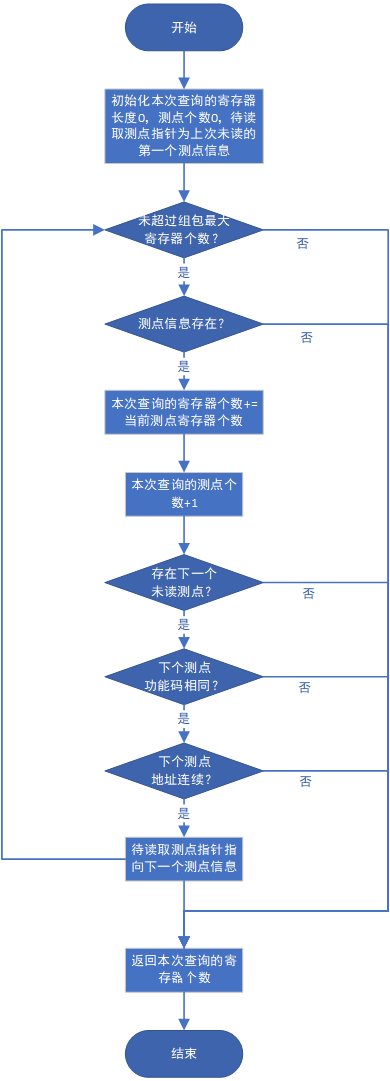 开始
初始化本次查询的寄存器
长度0，测点个数0，待读
取测点指针为上次未读的
第一个测点信息
未超过组包最大
寄存器个数？
否
是
测点信息存在？
否
是
本次查询的寄存器个数+=
当前测点寄存器个数
本次查询的测点个
数+1
存在下一个
未读测点？
否
是
下个测点
功能码相同？
否
是
下个测点
地址连续？
否
是
待读取测点指针指
向下一个测点信息
返回本次查询的寄
存器个数
结束